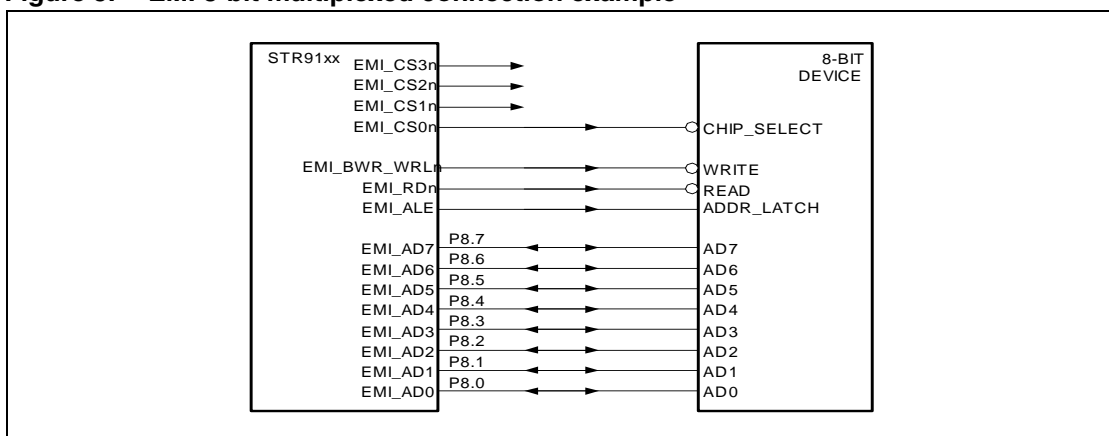 Figure EMI 8-bit multiplexed connection example
STR91xx
8-BIT
DEVICE
EMI_CS3n
EMI_CS2n
EMI_CS1n
EMI_CS0n CHIP_SELECT
EMI_BWR_WRLn WRITE
EMI_RDn READ
EMI_ALE ADDR_LATCH
EMI_AD7 P8.7 AD7
EMI_AD6 P8.6 AD6
EMI_AD5 P8.5 AD5
EMI_AD4 P8.4 AD4
EMI_AD3 P8.3 AD3
EMI_AD2 P8.2 AD2
EMI_AD1 P8.1 AD1
EMI_AD0 P8.0 AD0